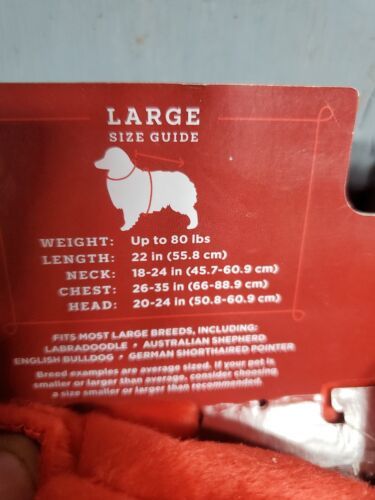 LARGE
SIZE GUIDE
WEIGHT: Up to 80 lbs
LENGTH: 22 in (55.8 cm)
NECK: 18-24 in (45.7-60.9 cm)
CHEST: 26-35 in (66-88.9 cm)
HEAD: 20-24 in (50.8-60.9 cm)
FITS MOST LARGE BREEDS, INCLUDING:
LABRADOODLE • AUSTRALIAN SHEPHERD
ENGLISH BULLDOG • GERMAN SHORTHAIRED POINTER
Breed examples are average sized. If your pet is
smaller or larger than average, consider choosing
a size smaller or larger than recommended.